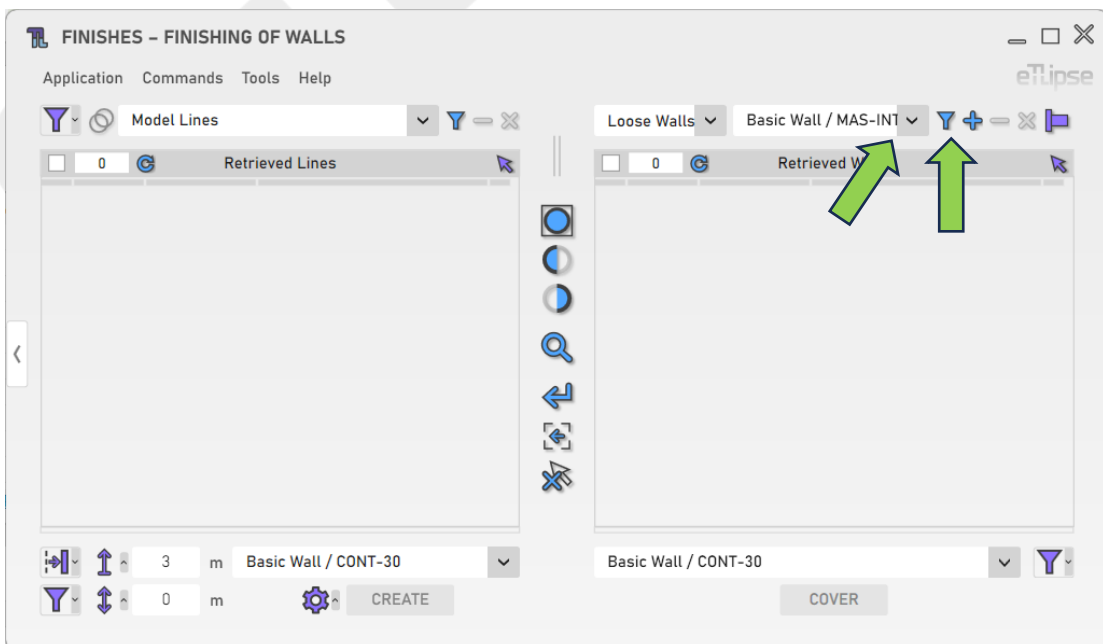 FINISHES – FINISHING OF WALLS
Application Commands Tools Help
Model Lines
Loose Walls
Basic Wall / MAS-INT
0
Retrieved Lines
0
Retrieved W
3 m
Basic Wall / CONT-30
Basic Wall / CONT-30
0 m
CREATE
COVER